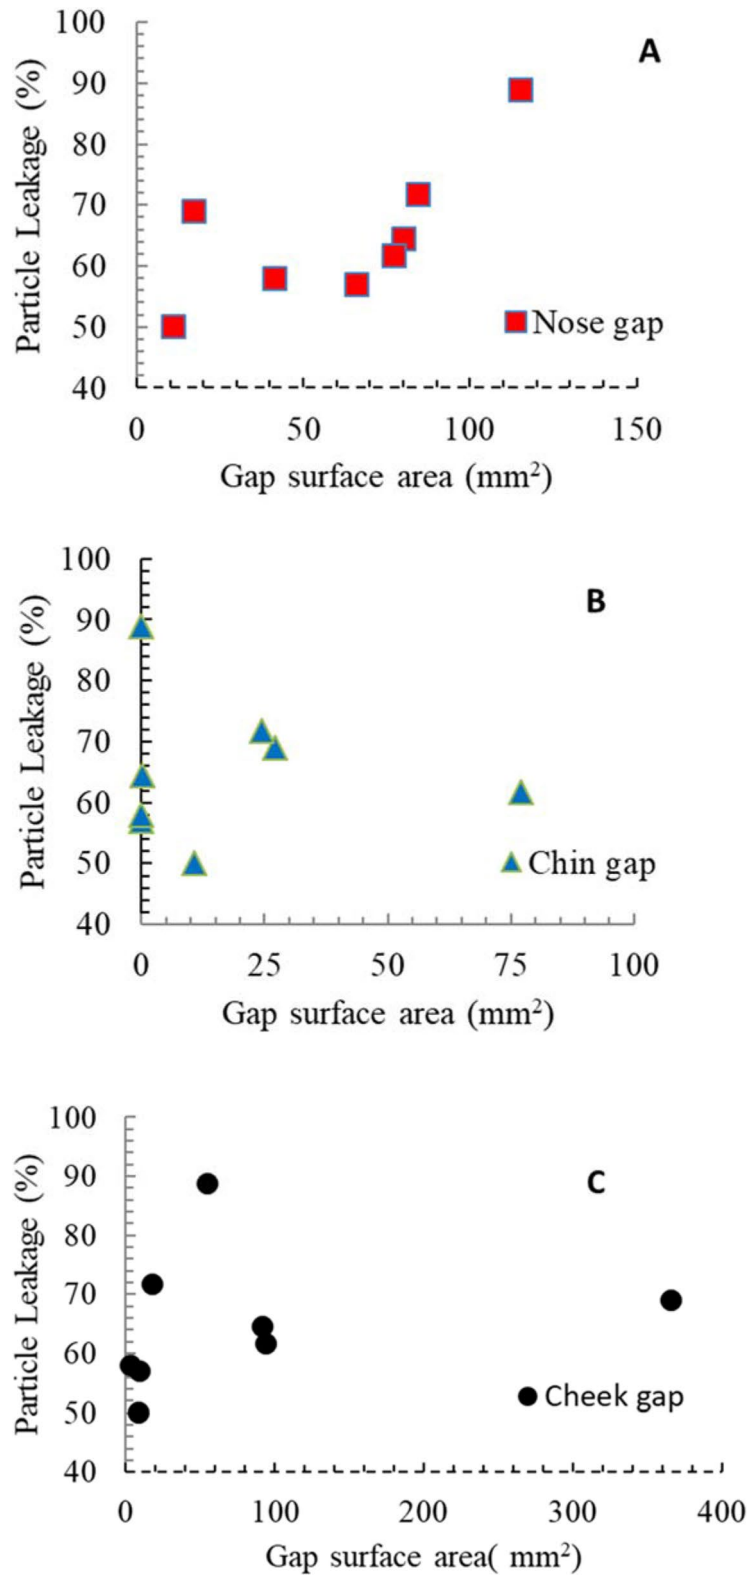 A
Particle Leakage (%)
100
90
80
70
60
50
40
Nose gap
0 50 100 150
Gap surface area (mm²)
B
Particle Leakage (%)
100
90
80
70
60
50
40
Chin gap
0 25 50 75 100
Gap surface area (mm²)
C
Particle Leakage (%)
100
90
80
70
60
50
40
Cheek gap
0 100 200 300 400
Gap surface area( mm²)